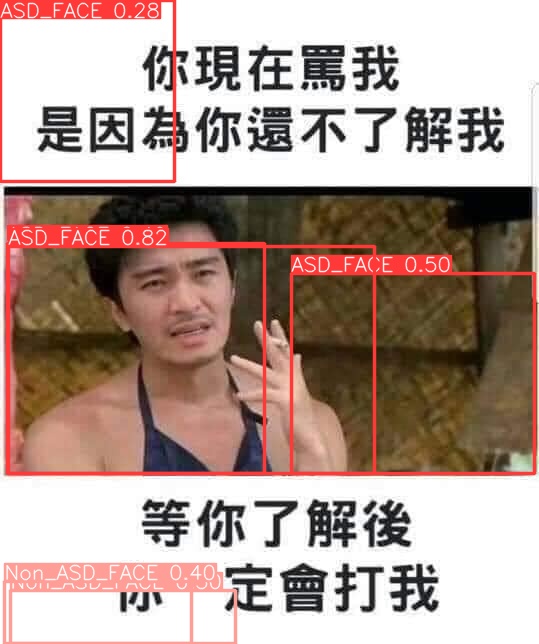 ASD_FACE 0.28
你現在罵我
是因為你還不了解我
ASD_FACE 0.82
ASD_FACE 0.50
等你了解後
Non_ASD_FACE 0.40
你 定會打我